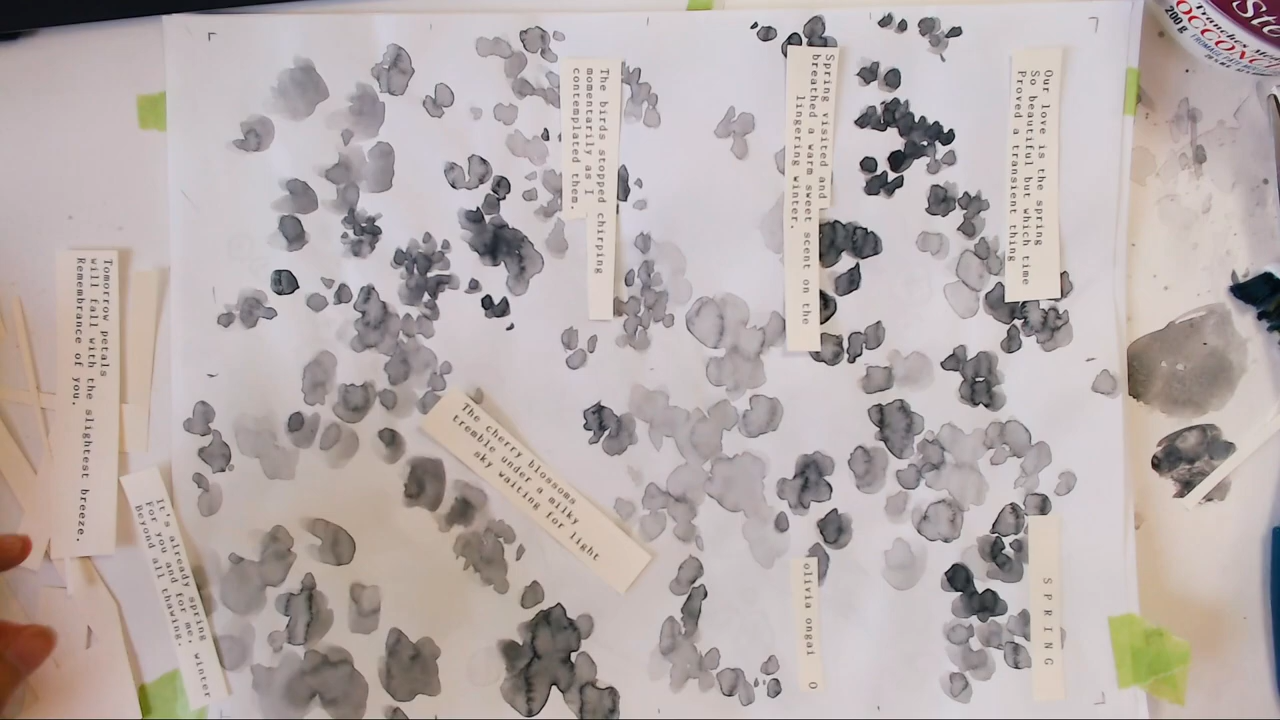 Our love is the spring
So beautiful but which time
Proved a transient thing
SPRING
Spring visited and
breathed a warm sweet scent on the
lingering winter.
olivia ongai
The birds stopped chirping
momentarily as I
contemplated them.
The cherry blossoms
tremble under a milky
sky waiting for light
Tomorrow petals
will fall with the slightest breeze.
Remembrance of you.
It's already spring
For you and for me, winter
Beyond all thawing.
200 g